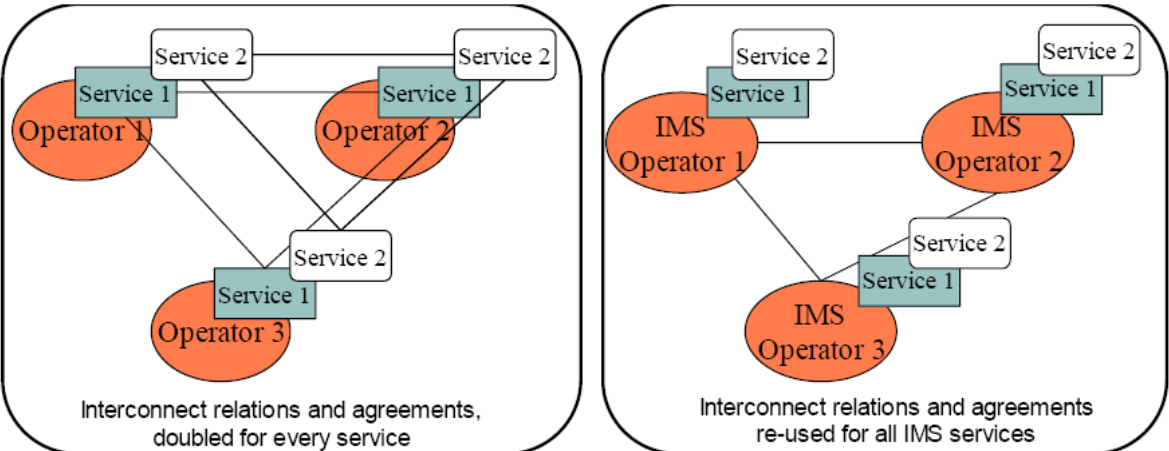 Service 2
Service 2
Service 1
Service 1
Operator 1
Operator 2
Service 2
Service 1
Operator 3
Interconnect relations and agreements,
doubled for every service
Service 2
Service 2
Service 1
Service 1
IMS
Operator 1
IMS
Operator 2
Service 2
Service 1
IMS
Operator 3
Interconnect relations and agreements
re-used for all IMS services